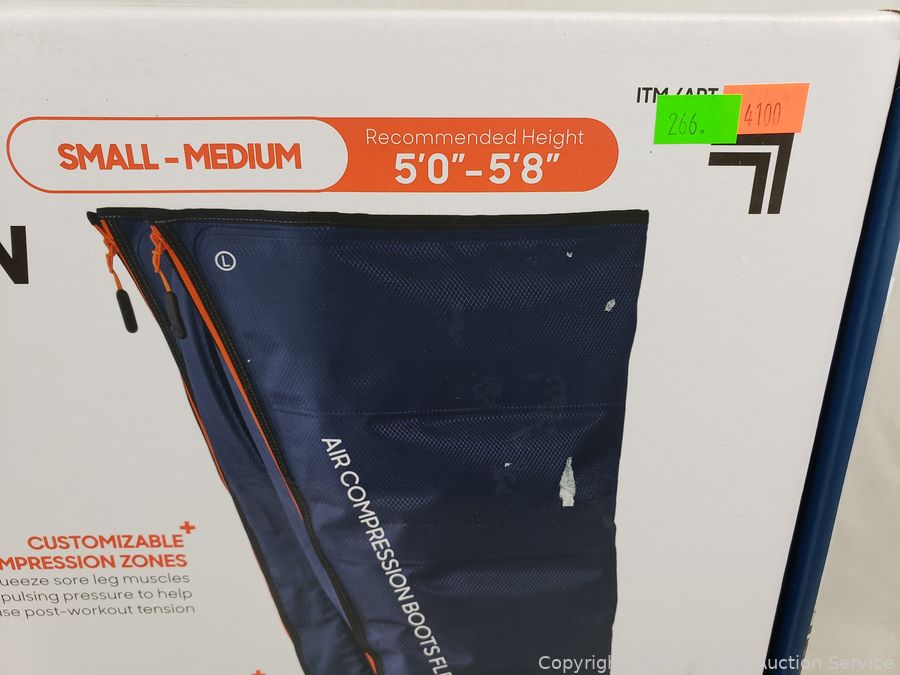 ITM
266.
4100
SMALL - MEDIUM
Recommended Height
5'0" - 5'8"
N
L
AIR COMPRESSION BOOTS
CUSTOMIZABLE+
MPRESSION ZONES
ueeze sore leg muscles
pulsing pressure to help
se post-workout tension
Copyright
Auction Service